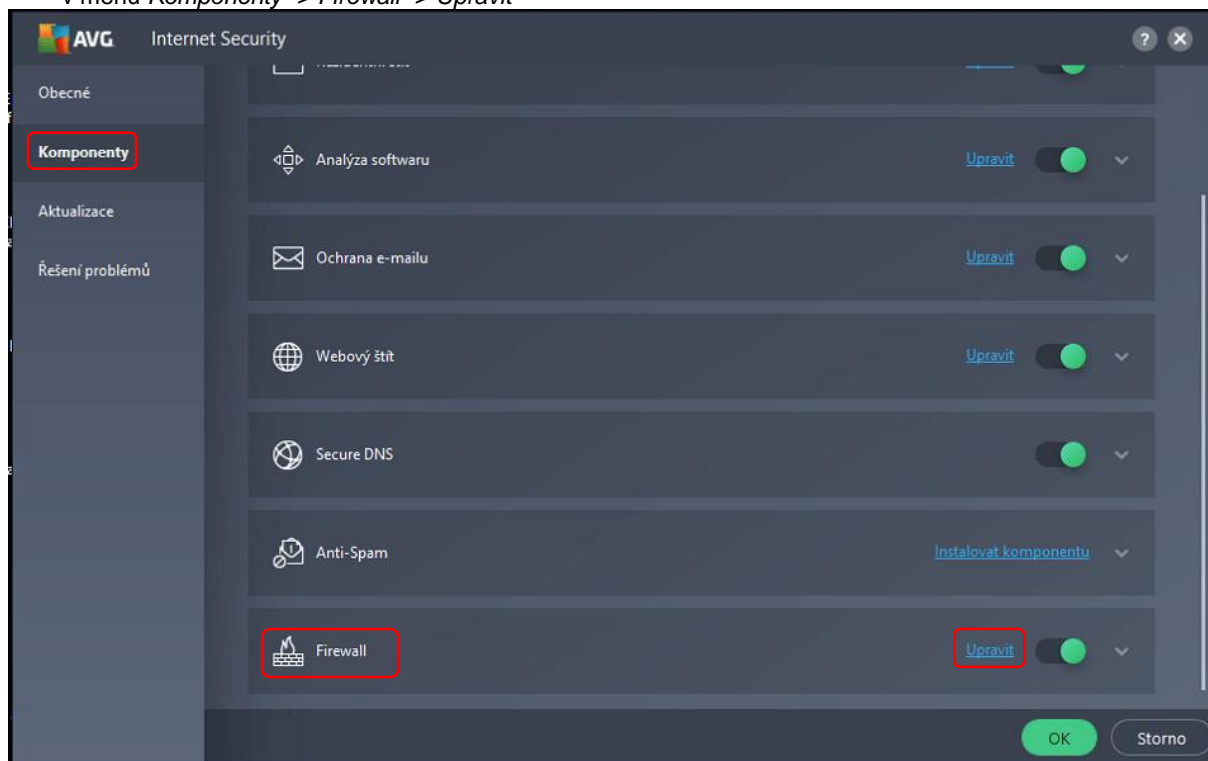 v menu Komponenty -> Firewall -> Upravit
AVG Internet Security
? ×
Obecné
Upravit
Komponenty
Analýza softwaru Upravit
Aktualizace
Ochrana e-mailu Upravit
Řešení problémů
Webový štít Upravit
Secure DNS
Anti-Spam Instalovat komponentu
Firewall Upravit
OK Storno